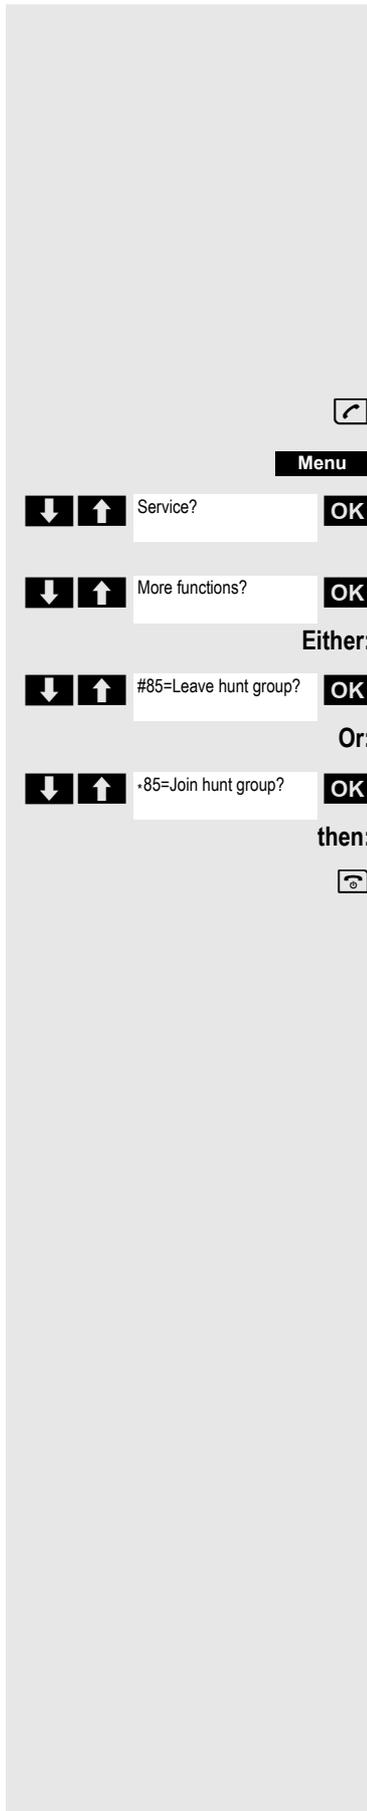 Menu
Service? OK
More functions? OK
Either:
#85=Leave hunt group? OK
Or:
*85=Join hunt group? OK
then: